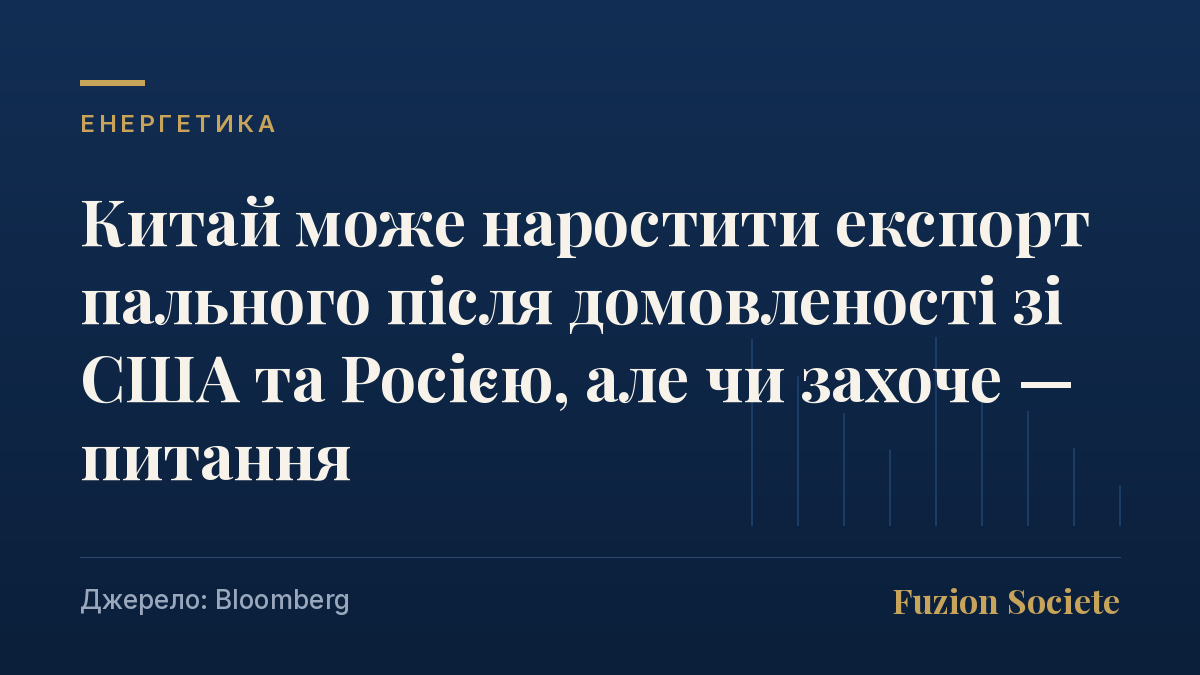 ЕНЕРГЕТИКА
Китай може наростити експорт
пального після домовленості зі
США та Росією, але чи захоче —
питання
Джерело: Bloomberg
Fuzion Societe